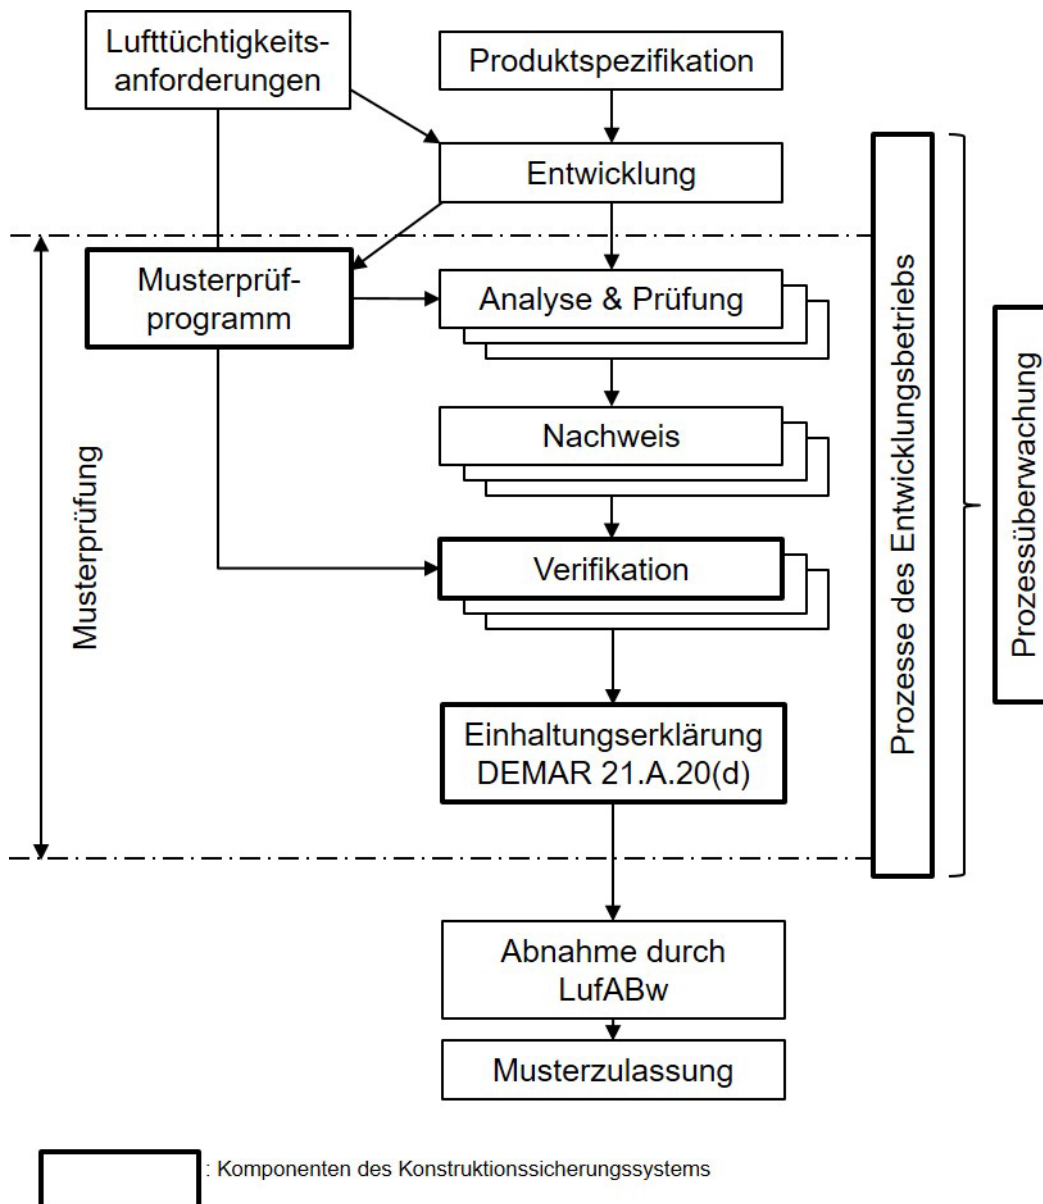 Lufttüchtigkeits-
anforderungen
Produktspezifikation
Entwicklung
Musterprüf-
programm
Analyse & Prüfung
Nachweis
Verifikation
Einhaltungserklärung
DEMAR 21.A.20(d)
Abnahme durch
LufABw
Musterzulassung
Musterprüfung
Prozesse des Entwicklungsbetriebs
Prozessüberwachung
: Komponenten des Konstruktionssicherungssystems